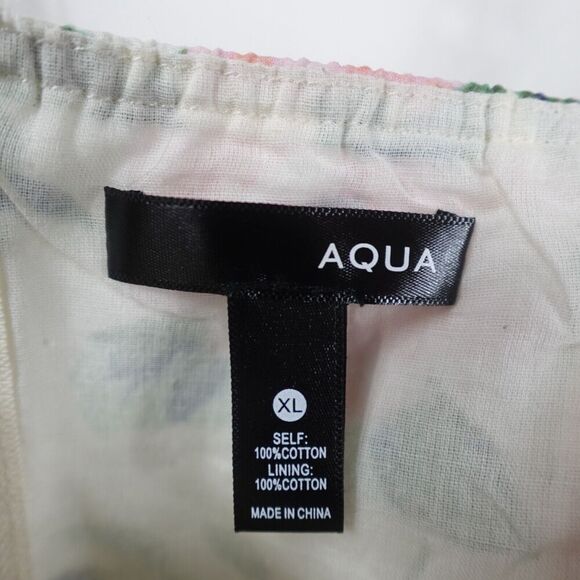 AQUA
XL
SELF:
100%COTTON
LINING:
100%COTTON
MADE IN CHINA